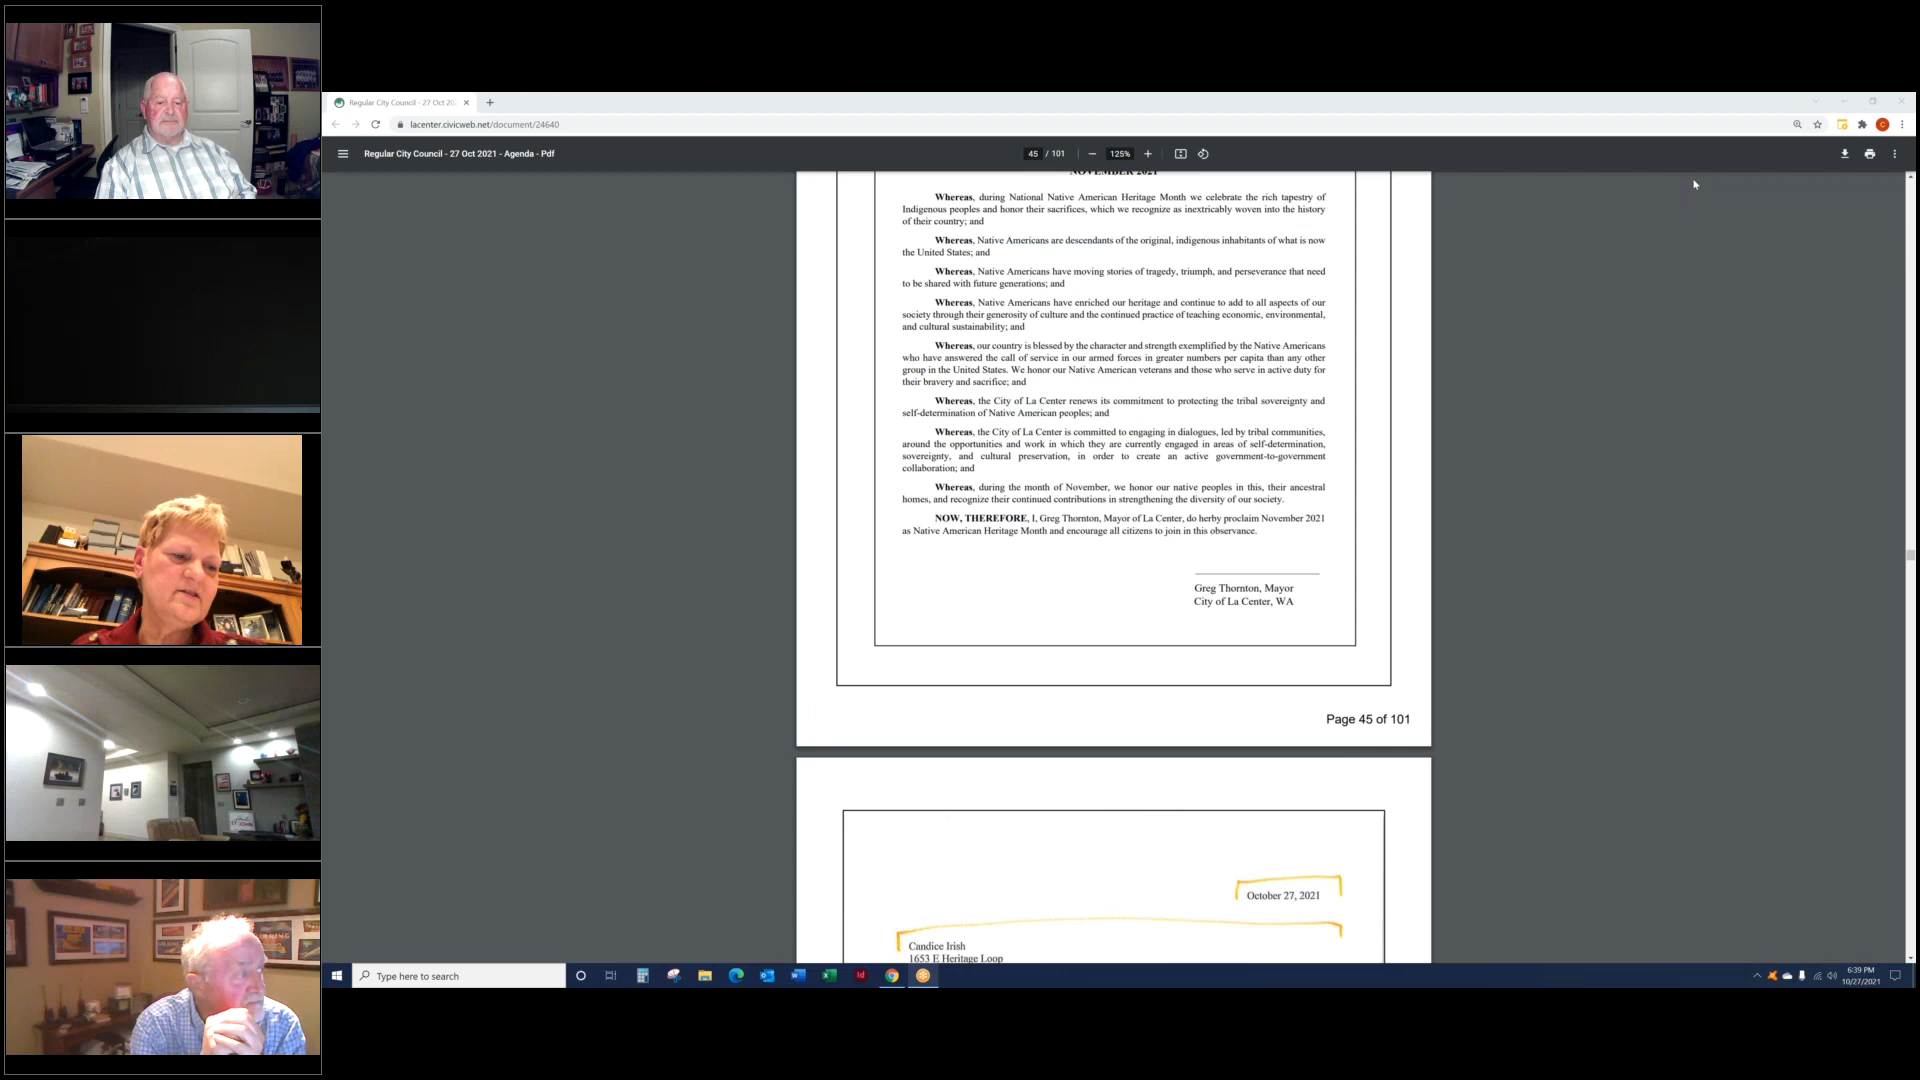 Regular City Council - 27 Oct 202
lacenter.civicweb.net/document/24640
Regular City Council - 27 Oct 2021 - Agenda - Pdf
45 / 101
125%
NOVEMBER 2021
Whereas, during National Native American Heritage Month we celebrate the rich tapestry of
Indigenous peoples and honor their sacrifices, which we recognize as inextricably woven into the history
of their country; and
Whereas, Native Americans are descendants of the original, indigenous inhabitants of what is now
the United States; and
Whereas, Native Americans have moving stories of tragedy, triumph, and perseverance that need
to be shared with future generations; and
Whereas, Native Americans have enriched our heritage and continue to add to all aspects of our
society through their generosity of culture and the continued practice of teaching economic, environmental,
and cultural sustainability; and
Whereas, our country is blessed by the character and strength exemplified by the Native Americans
who have answered the call of service in our armed forces in greater numbers per capita than any other
group in the United States. We honor our Native American veterans and those who serve in active duty for
their bravery and sacrifice; and
Whereas, the City of La Center renews its commitment to protecting the tribal sovereignty and
self-determination of Native American peoples; and
Whereas, the City of La Center is committed to engaging in dialogues, led by tribal communities,
around the opportunities and work in which they are currently engaged in areas of self-determination,
sovereignty, and cultural preservation, in order to create an active government-to-government
collaboration; and
Whereas, during the month of November, we honor our native peoples in this, their ancestral
homes, and recognize their continued contributions in strengthening the diversity of our society.
NOW, THEREFORE, I, Greg Thornton, Mayor of La Center, do herby proclaim November 2021
as Native American Heritage Month and encourage all citizens to join in this observance.
Greg Thornton, Mayor
City of La Center, WA
Page 45 of 101
October 27, 2021
Candice Irish
1653 E Heritage Loop
Type here to search
6:39 PM
10/27/2021